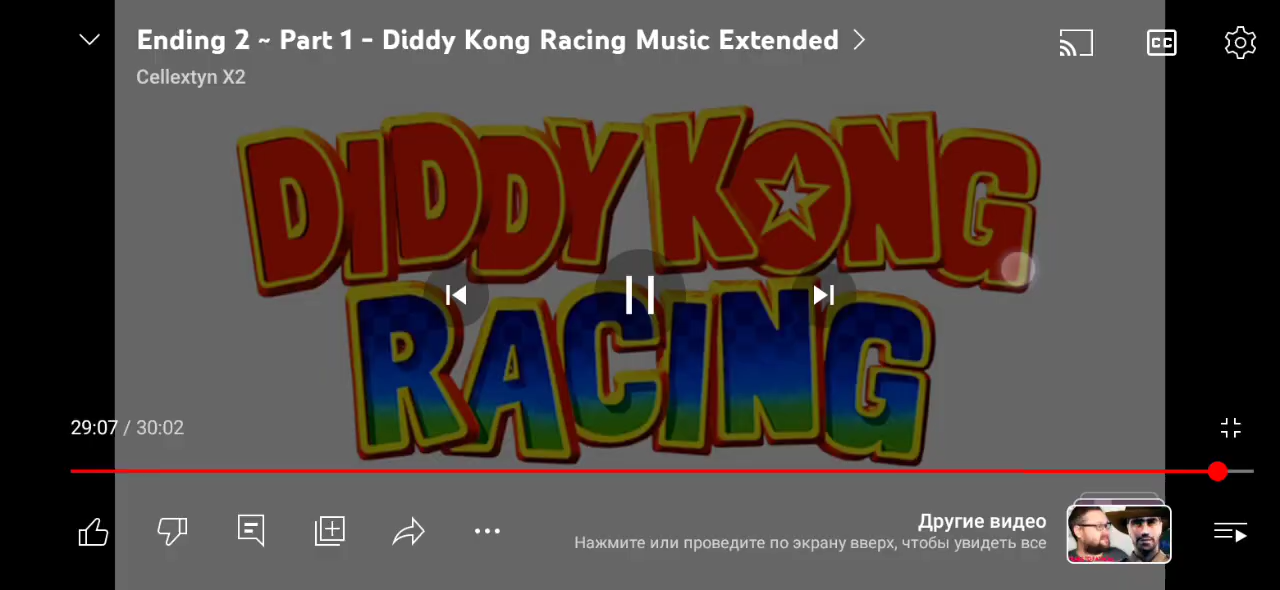 Ending 2 ~ Part 1 - Diddy Kong Racing Music Extended
CC
Cellextyn X2
DIDDY KONG
RACING
29:07 / 30:02
Другие видео
Нажмите или проведите по экрану вверх, чтобы увидеть все